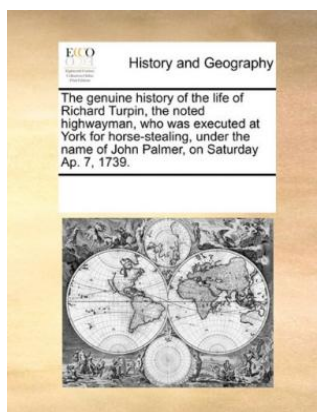 ECCO
History and Geography
The genuine history of the life of
Richard Turpin, the noted
highwayman, who was executed at
York for horse-stealing, under the
name of John Palmer, on Saturday
Ap. 7, 1739.